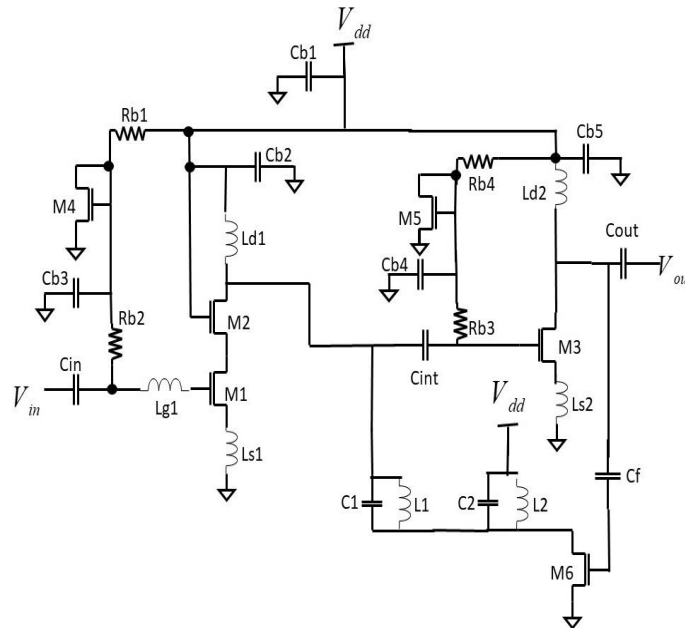 V_dd
Cb1
Rb1
Cb2
Rb4
Cb5
M4
M5
Ld2
Ld1
Cout
Cb4
V_ou
Cb3
Rb2
M2
Rb3
M3
Cin
Cint
V_in
Lg1
M1
V_dd
Ls2
Ls1
Cf
C1
L1
C2
L2
M6